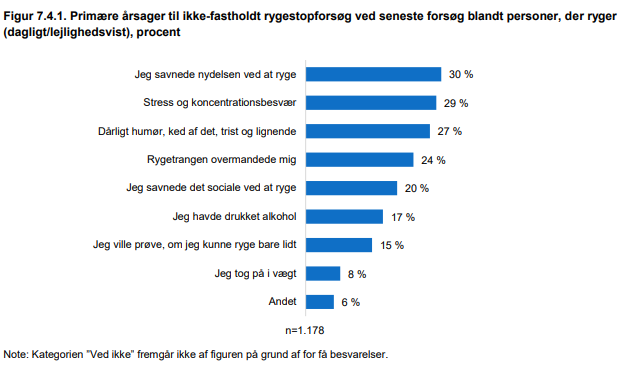 Figur 7.4.1. Primære årsager til ikke-fastholdt rygestopforsøg ved seneste forsøg blandt personer, der ryger
(dagligt/lejlighedsvist), procent
Jeg savnede nydelsen ved at ryge 30 %
Stress og koncentrationsbesvær 29 %
Dårligt humør, ked af det, trist og lignende 27 %
Rygetrangen overmandede mig 24 %
Jeg savnede det sociale ved at ryge 20 %
Jeg havde drukket alkohol 17 %
Jeg ville prøve, om jeg kunne ryge bare lidt 15 %
Jeg tog på i vægt 8 %
Andet 6 %
n=1.178
Note: Kategorien ”Ved ikke” fremgår ikke af figuren på grund af for få besvarelser.